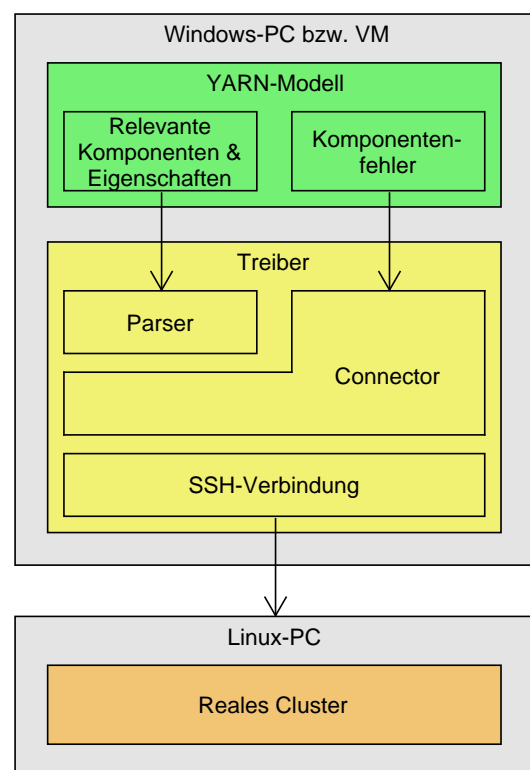 Windows-PC bzw. VM
YARN-Modell
Relevante
Komponenten &
Eigenschaften
Komponenten-
fehler
Treiber
Parser
Connector
SSH-Verbindung
Linux-PC
Reales Cluster